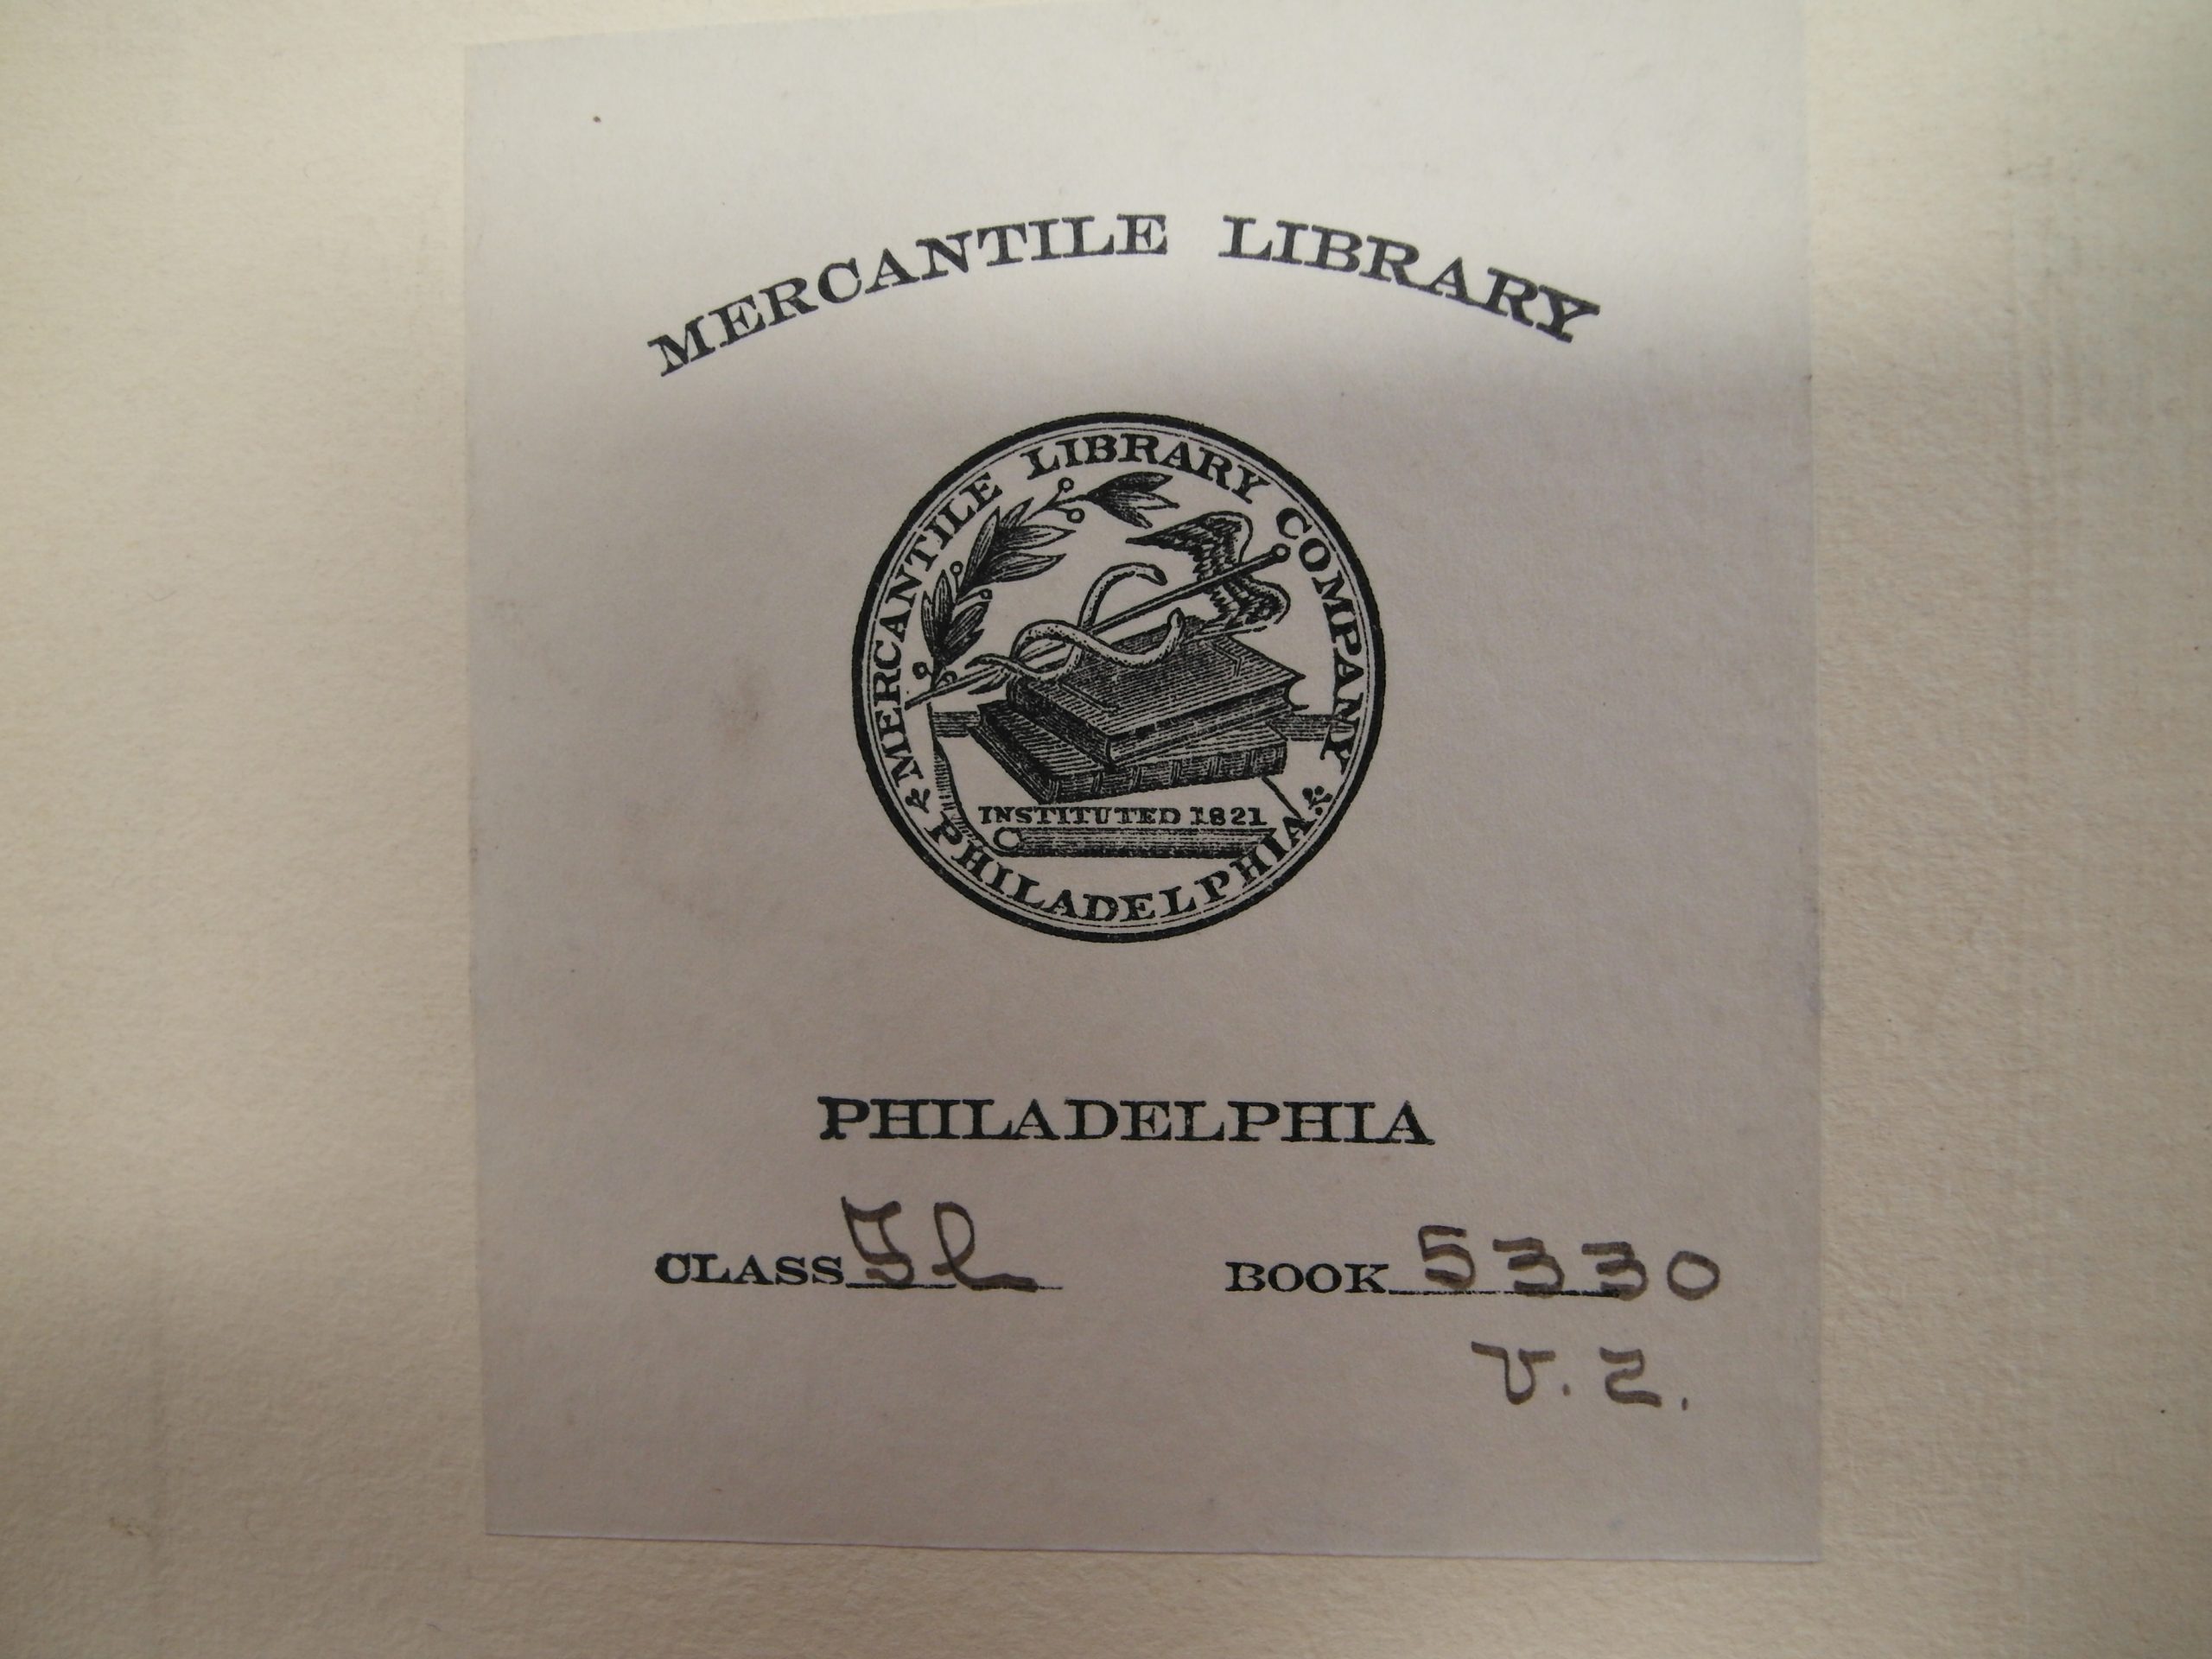 MERCANTILE LIBRARY
MERCANTILE LIBRARY COMPANY
INSTITUTED 1821
PHILADELPHIA
PHILADELPHIA
CLASS BOOK 5330
v. 2.